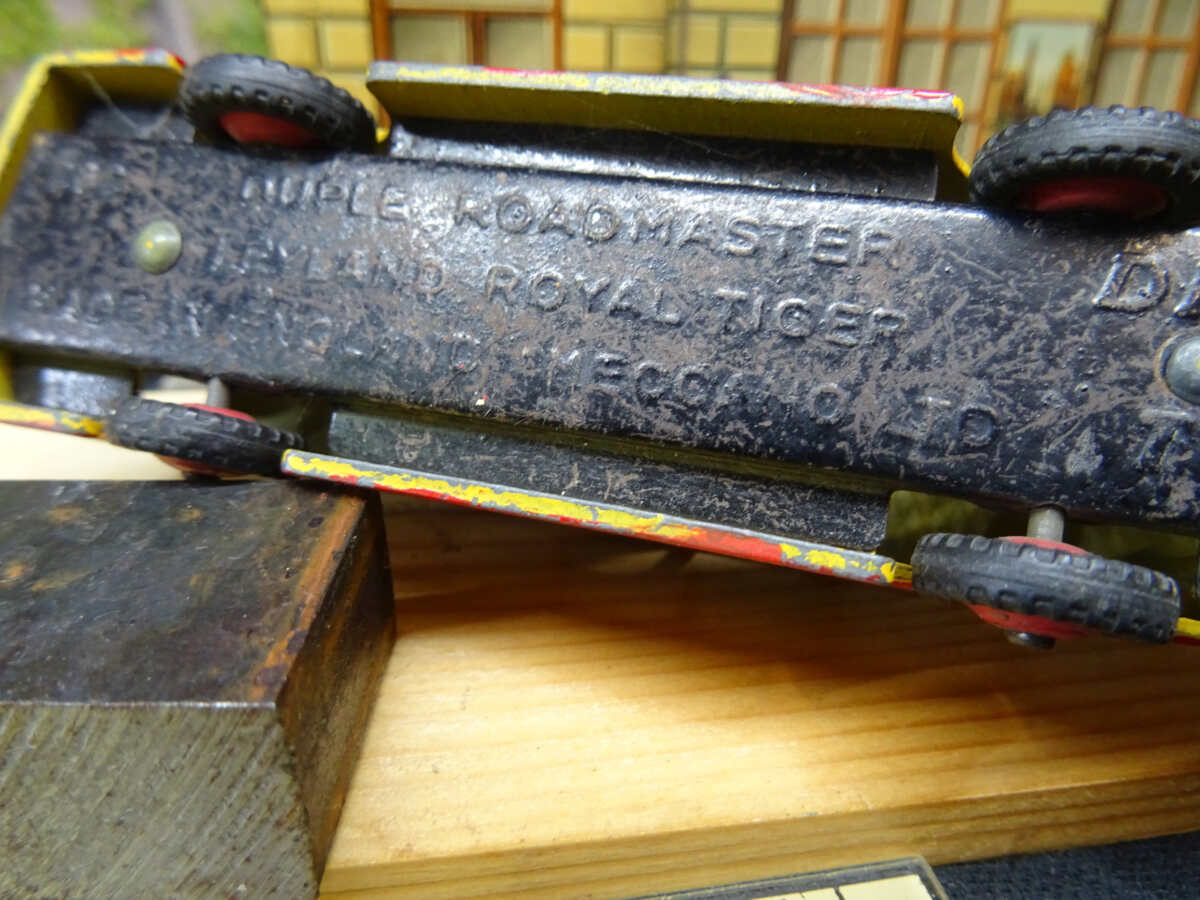 DUPLE ROADMASTER
LEYLAND ROYAL TIGER
MADE IN ENGLAND MECCANO LTD